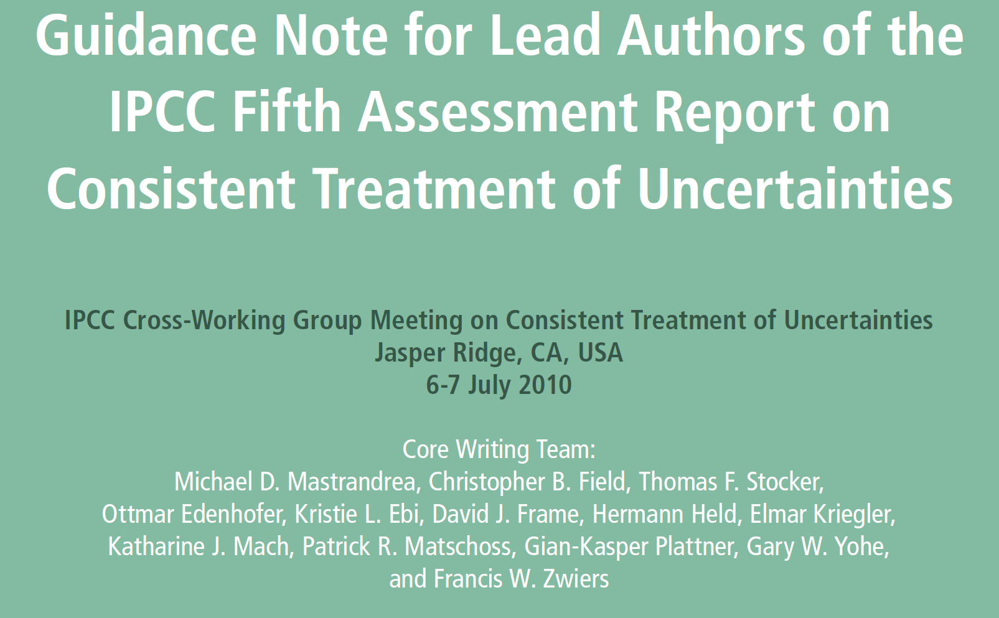 Guidance Note for Lead Authors of the
IPCC Fifth Assessment Report on
Consistent Treatment of Uncertainties
IPCC Cross-Working Group Meeting on Consistent Treatment of Uncertainties
Jasper Ridge, CA, USA
6-7 July 2010
Core Writing Team:
Michael D. Mastrandrea, Christopher B. Field, Thomas F. Stocker,
Ottmar Edenhofer, Kristie L. Ebi, David J. Frame, Hermann Held, Elmar Kriegler,
Katharine J. Mach, Patrick R. Matschoss, Gian-Kasper Plattner, Gary W. Yohe,
and Francis W. Zwiers